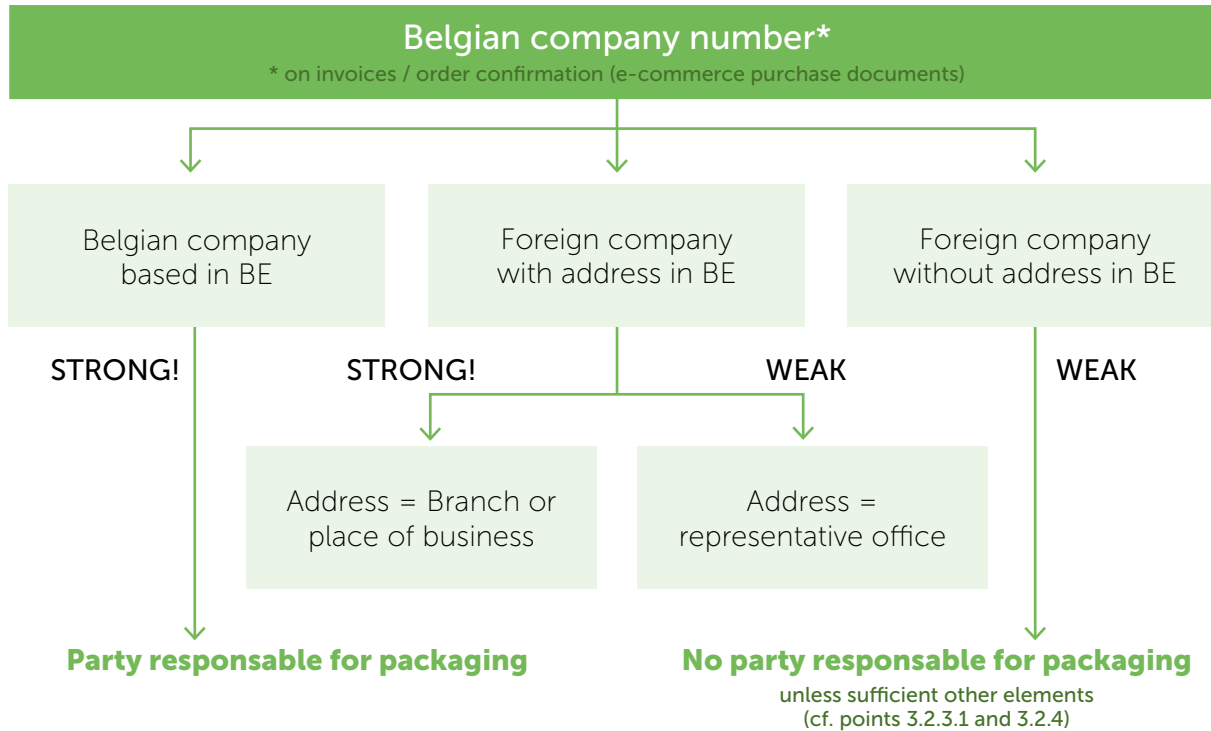 Belgian company number*
* on invoices / order confirmation (e-commerce purchase documents)
Belgian company
based in BE
Foreign company
with address in BE
Foreign company
without address in BE
STRONG!
STRONG!
WEAK
WEAK
Address = Branch or
place of business
Address =
representative office
Party responsable for packaging
No party responsable for packaging
unless sufficient other elements
(cf. points 3.2.3.1 and 3.2.4)